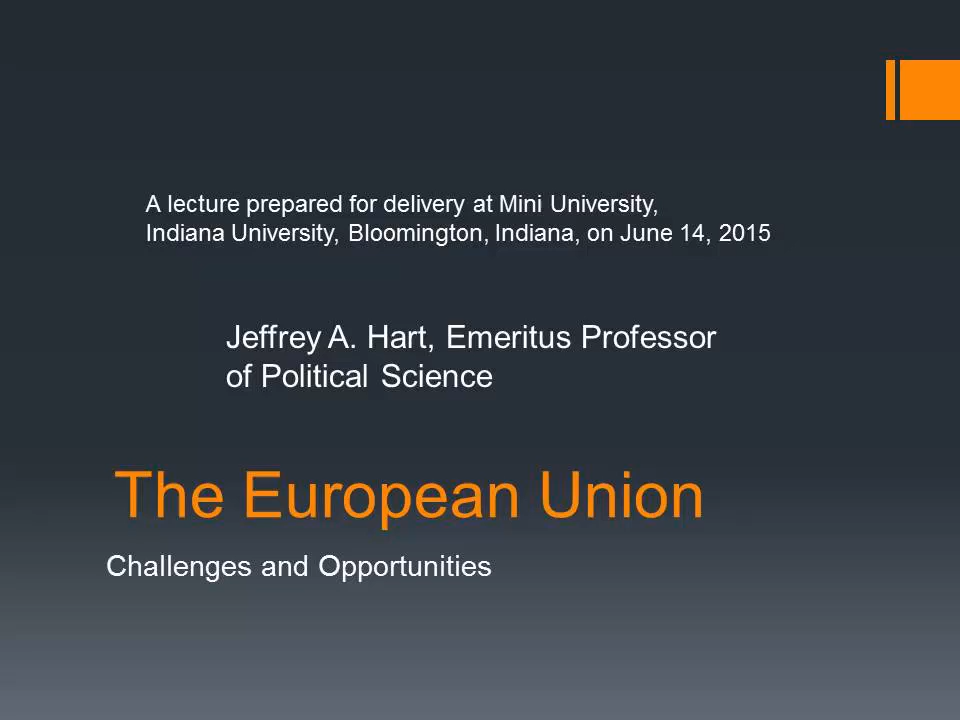 A lecture prepared for delivery at Mini University,
Indiana University, Bloomington, Indiana, on June 14, 2015
Jeffrey A. Hart, Emeritus Professor
of Political Science
The European Union
Challenges and Opportunities